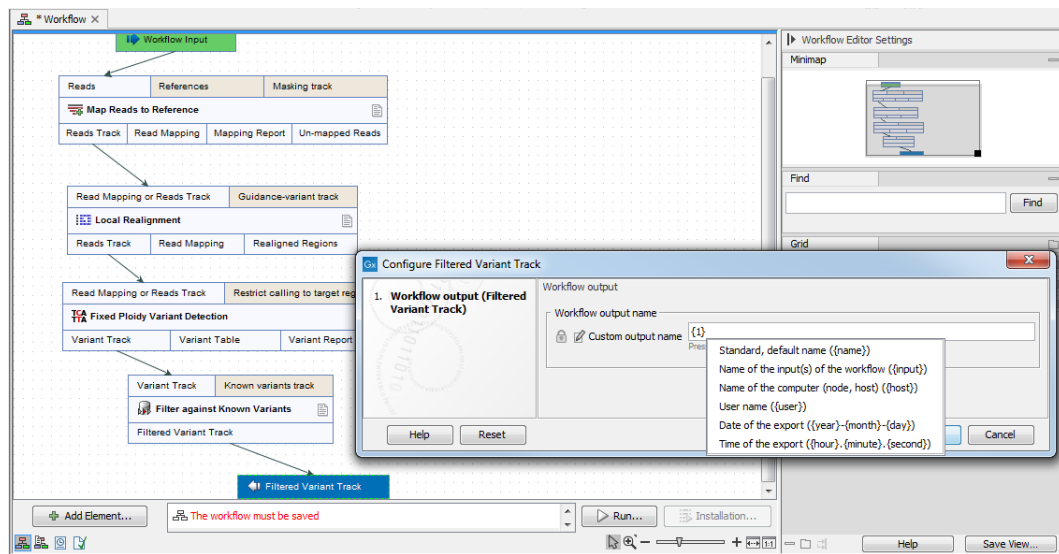 * Workflow
Workflow Input
Reads References Masking track
Map Reads to Reference
Reads Track Read Mapping Mapping Report Un-mapped Reads
Read Mapping or Reads Track Guidance-variant track
Local Realignment
Reads Track Read Mapping Realigned Regions
Read Mapping or Reads Track Restrict calling to target reg
TCA
TTA
Fixed Ploidy Variant Detection
Variant Track Variant Table Variant Report
Variant Track Known variants track
Filter against Known Variants
Filtered Variant Track
Filtered Variant Track
Add Element...
The workflow must be saved
Run...
Installation...
1:1
Workflow Editor Settings
Minimap
Find
Find
Grid
Help
Save View...
Gx Configure Filtered Variant Track
1. Workflow output (Filtered
Variant Track)
Workflow output
Workflow output name
Custom output name {1}
Pres
Standard, default name ({name})
Name of the input(s) of the workflow ({input})
Name of the computer (node, host) ({host})
User name ({user})
Date of the export ({year}-{month}-{day})
Time of the export ({hour}.{minute}.{second})
Help
Reset
Cancel